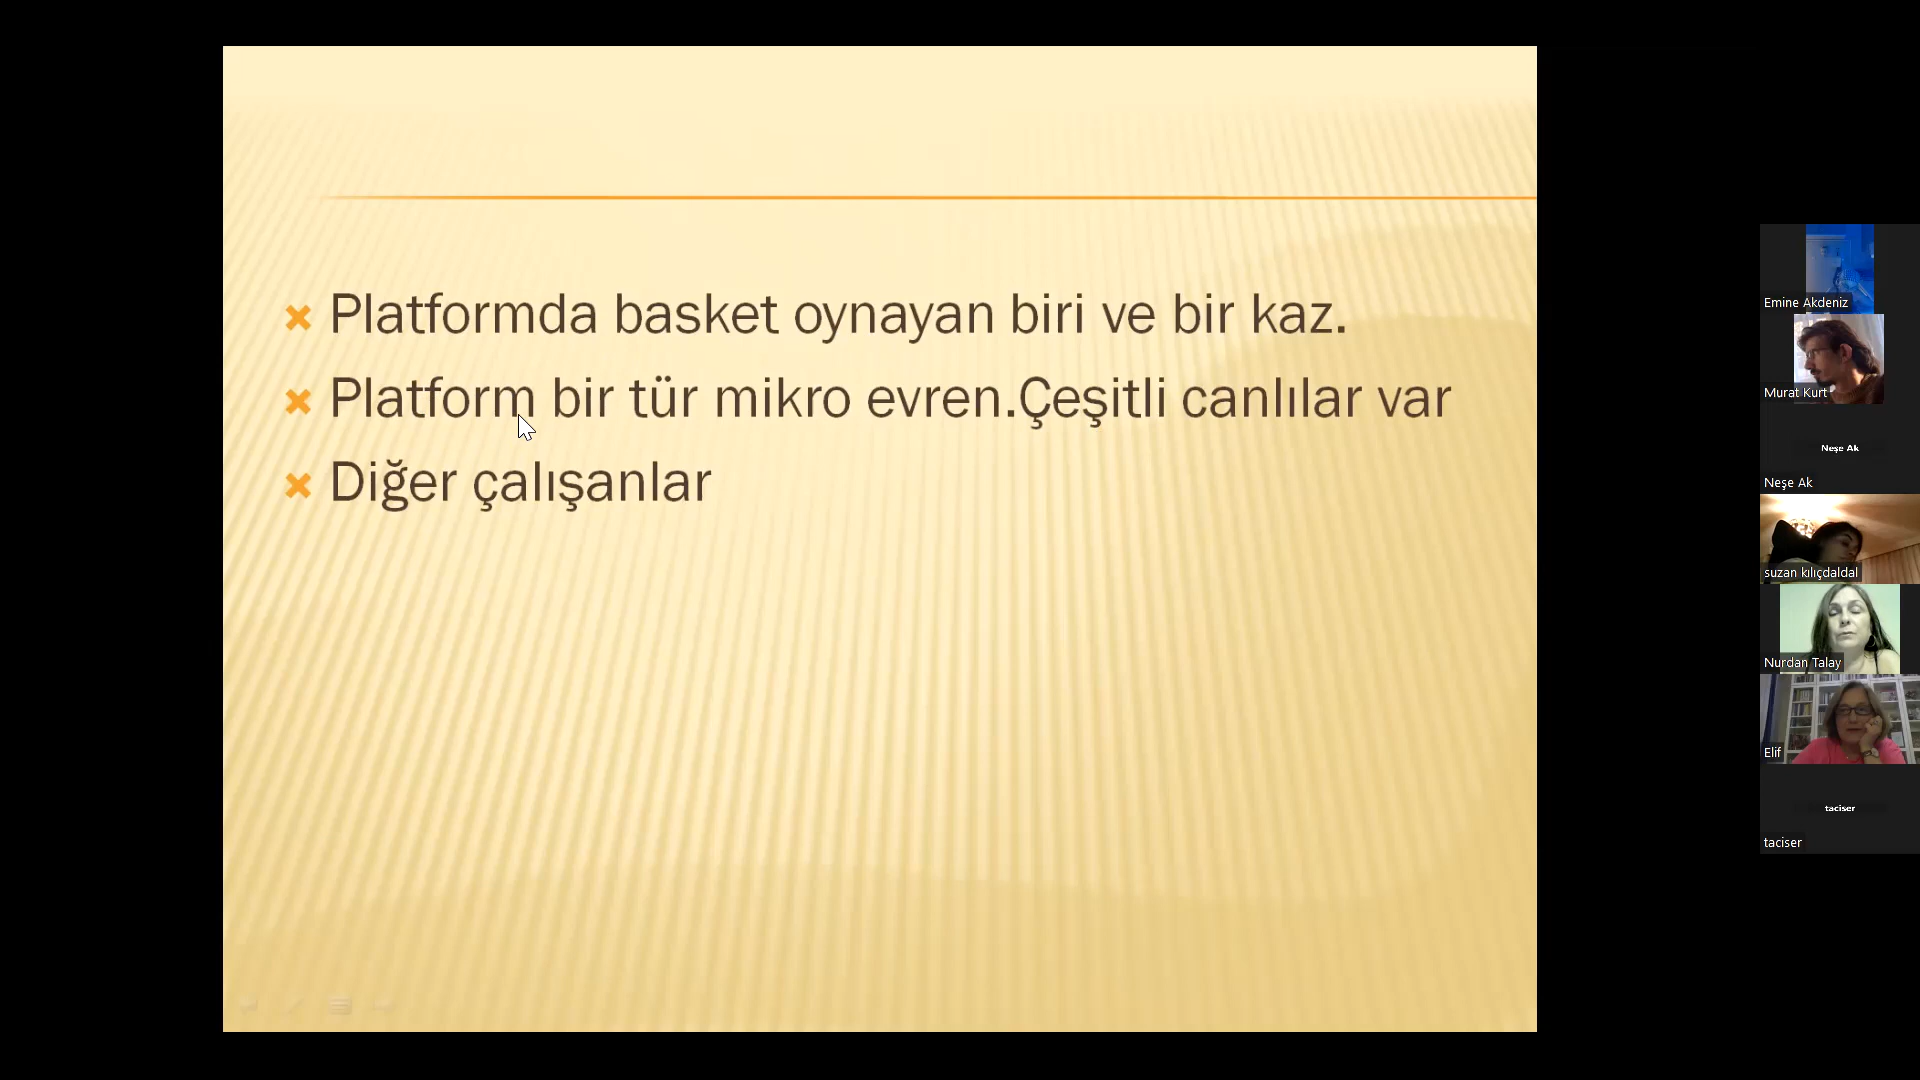 Platformda basket oynayan biri ve bir kaz.
Platform bir tür mikro evren.Çeşitli canlılar var
Diğer çalışanlar
Emine Akdeniz
Murat Kurt
Neşe Ak
Neşe Ak
suzan kılıçdaldal
Nurdan Talay
Elif
taciser
taciser